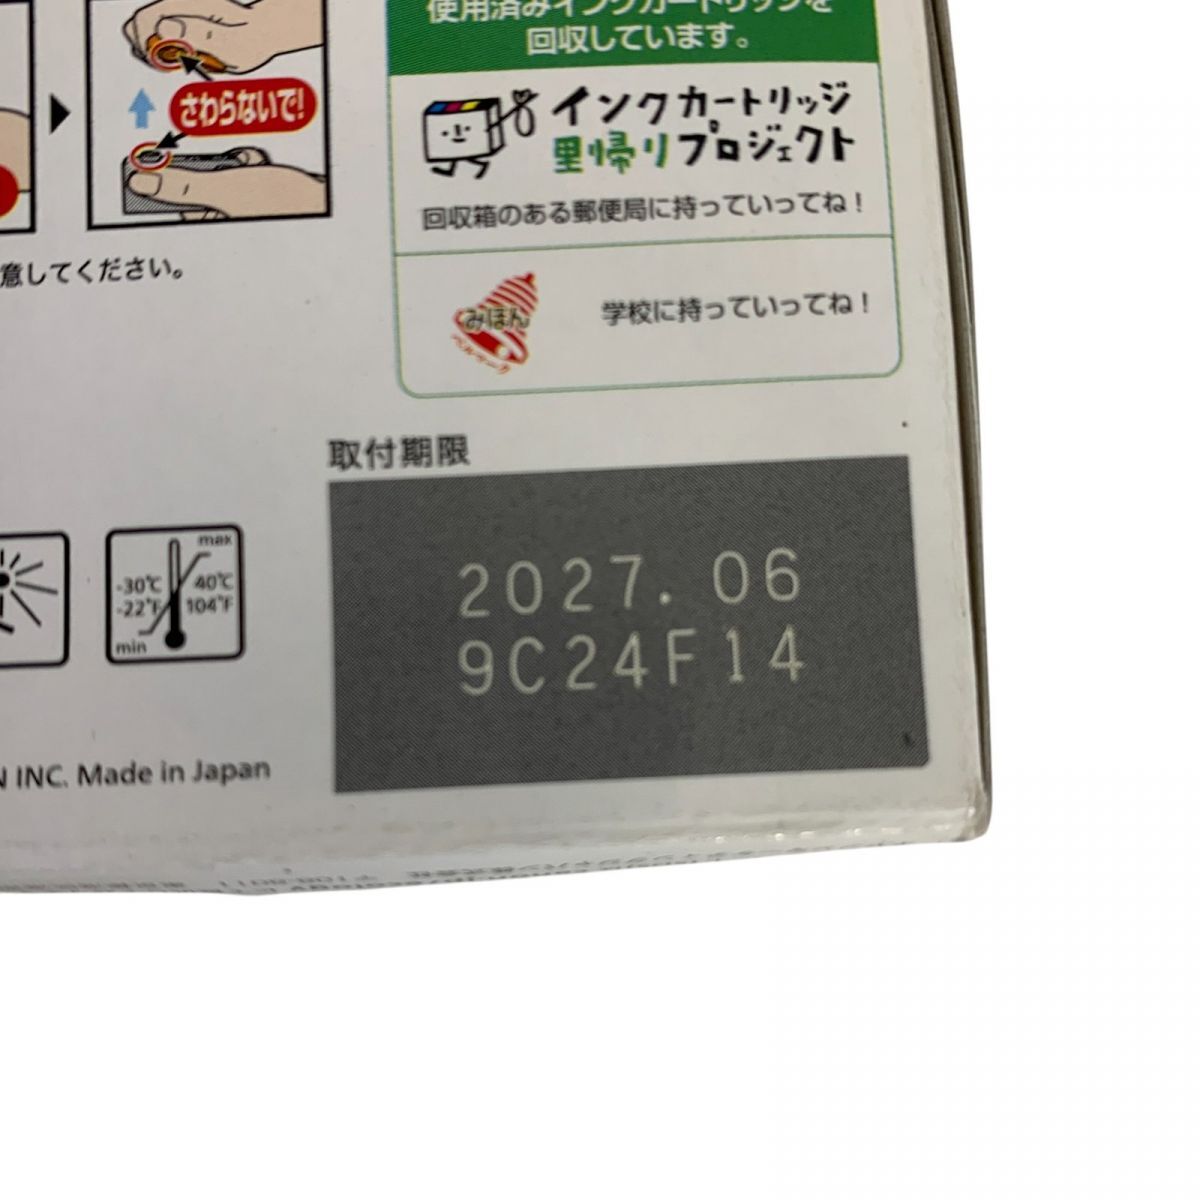 使用済みインクカートリッジを
回収しています。
さわらないで!
インクカートリッジ
里帰りプロジェクト
回収箱のある郵便局に持っていってね!
意してください。
みほん
ベルマーク
学校に持っていってね!
取付期限
2027.06
9C24F14
max
-30℃ 40℃
-22℉ 104℉
min
N INC. Made in Japan